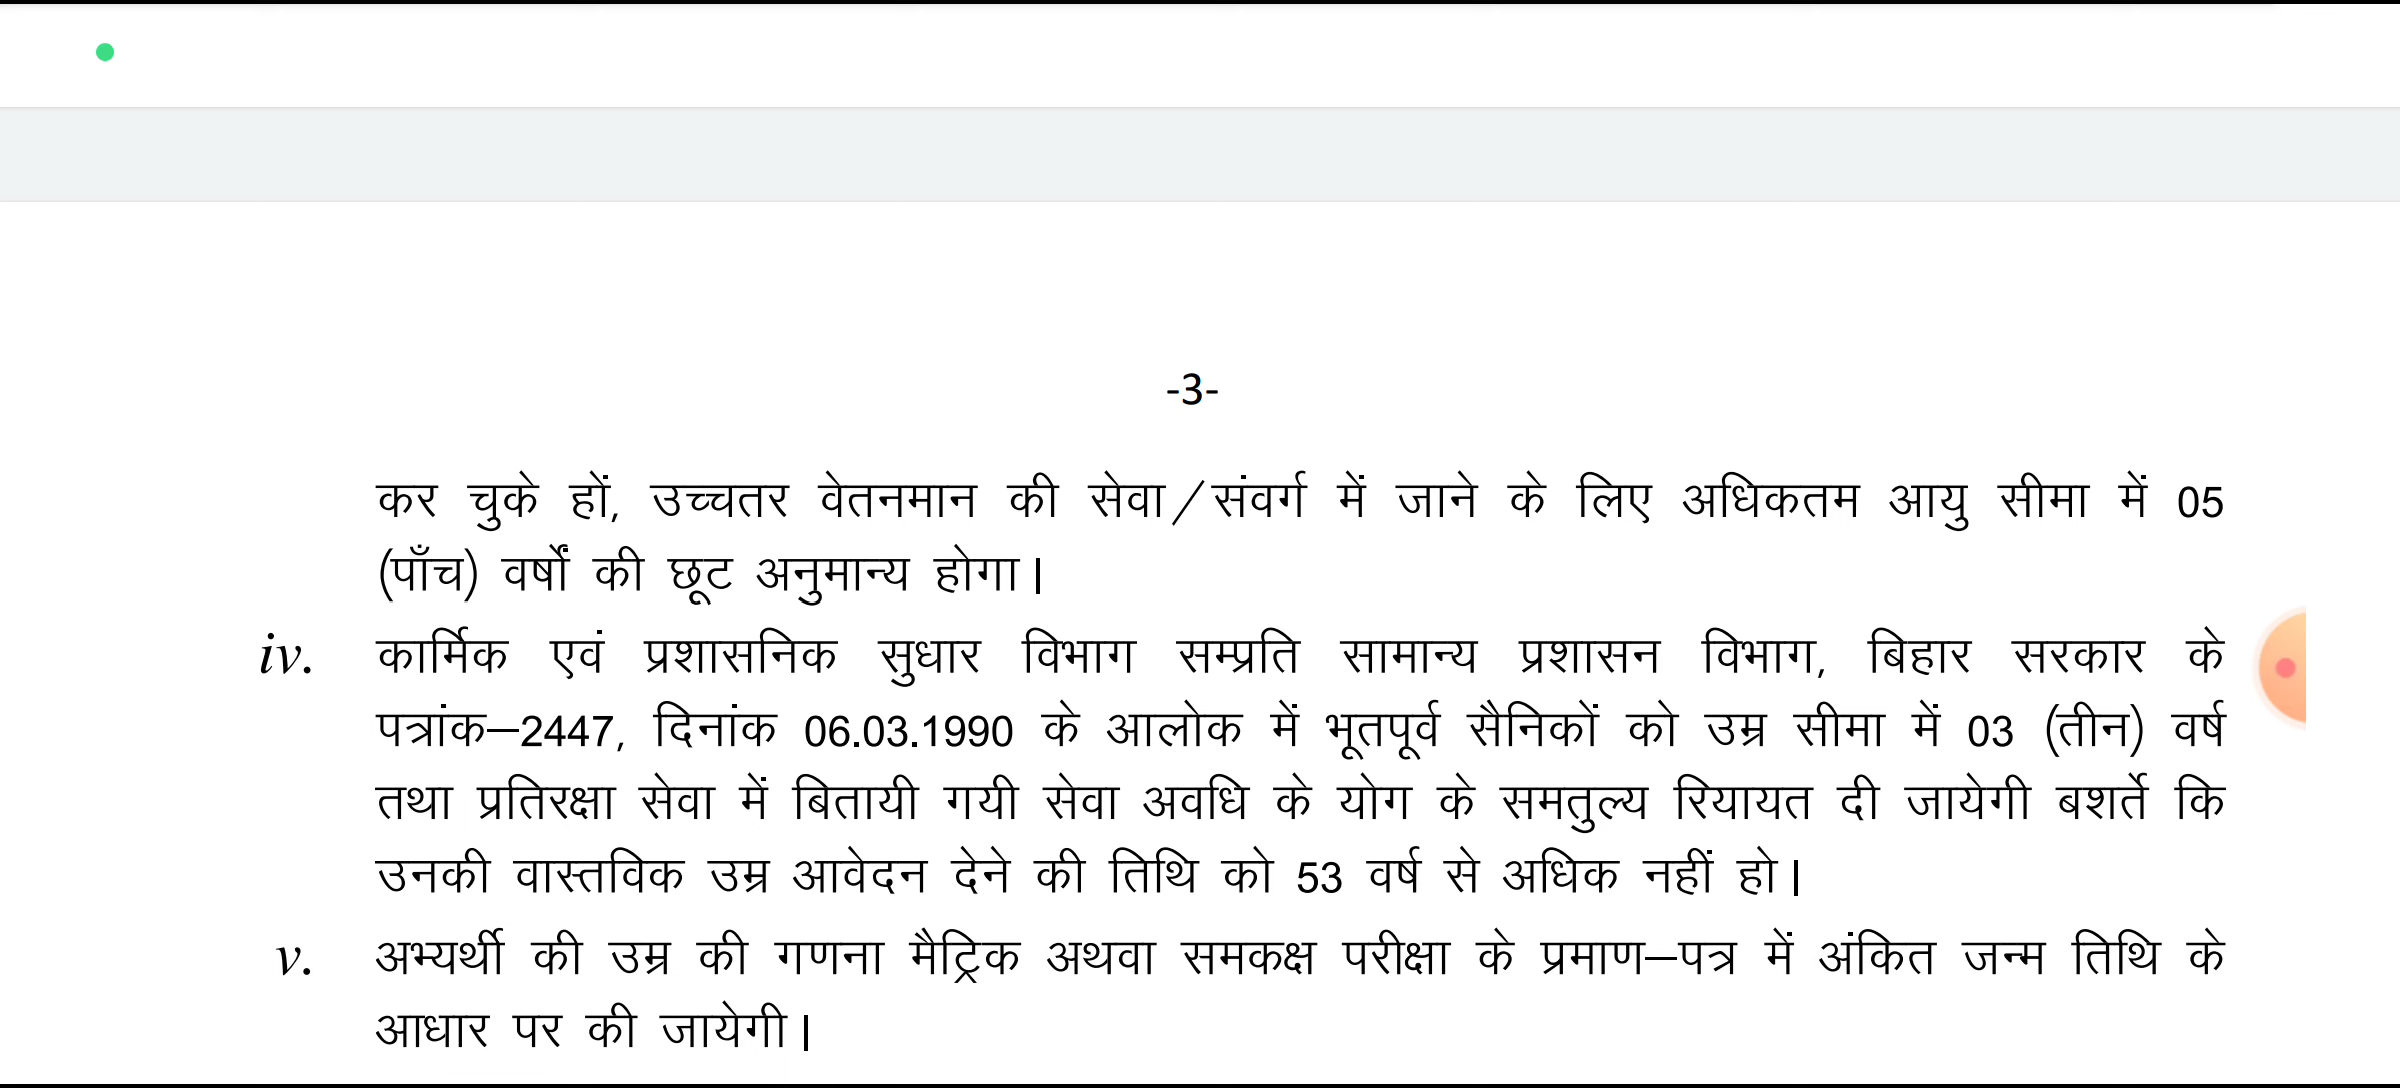 -3-
कर चुके हों, उच्चतर वेतनमान की सेवा/संवर्ग में जाने के लिए अधिकतम आयु सीमा में 05
(पाँच) वर्षों की छूट अनुमान्य होगा।
iv. कार्मिक एवं प्रशासनिक सुधार विभाग सम्प्रति सामान्य प्रशासन विभाग, बिहार सरकार के
पत्रांक–2447, दिनांक 06.03.1990 के आलोक में भूतपूर्व सैनिकों को उम्र सीमा में 03 (तीन) वर्ष
तथा प्रतिरक्षा सेवा में बितायी गयी सेवा अवधि के योग के समतुल्य रियायत दी जायेगी बशर्ते कि
उनकी वास्तविक उम्र आवेदन देने की तिथि को 53 वर्ष से अधिक नहीं हो।
v. अभ्यर्थी की उम्र की गणना मैट्रिक अथवा समकक्ष परीक्षा के प्रमाण–पत्र में अंकित जन्म तिथि के
आधार पर की जायेगी।